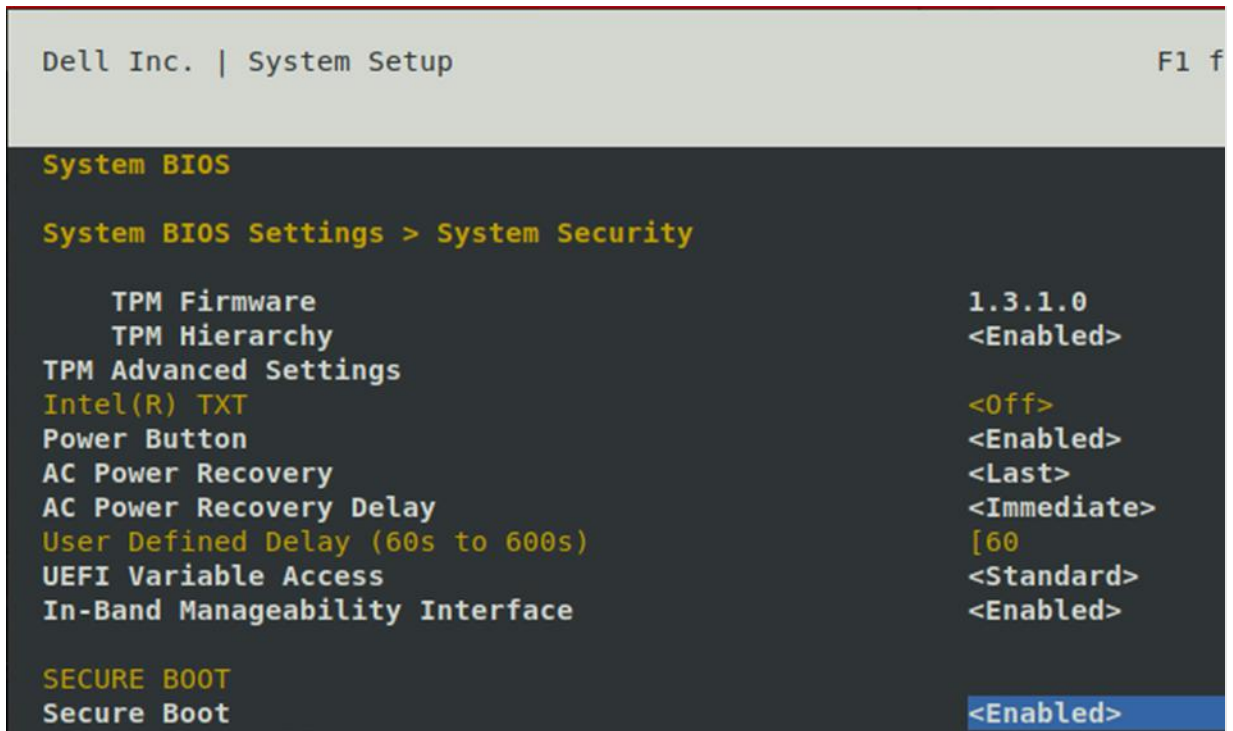 Dell Inc. | System Setup F1 f
System BIOS
System BIOS Settings > System Security
TPM Firmware 1.3.1.0
TPM Hierarchy <Enabled>
TPM Advanced Settings
Intel(R) TXT <Off>
Power Button <Enabled>
AC Power Recovery <Last>
AC Power Recovery Delay <Immediate>
User Defined Delay (60s to 600s) [60
UEFI Variable Access <Standard>
In-Band Manageability Interface <Enabled>
SECURE BOOT
Secure Boot <Enabled>